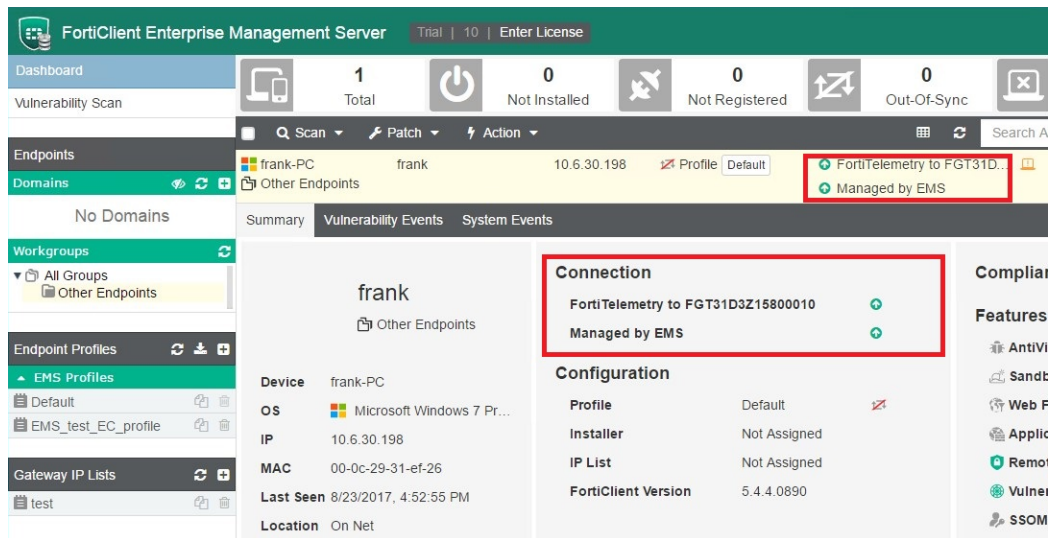 FortiClient Enterprise Management Server Trial | 10 | Enter License
Dashboard
Vulnerability Scan
1
Total
0
Not Installed
0
Not Registered
0
Out-Of-Sync
Scan Patch Action Search A
Endpoints
Domains
No Domains
Workgroups
All Groups
Other Endpoints
Endpoint Profiles
EMS Profiles
Default
EMS_test_EC_profile
Gateway IP Lists
test
frank-PC frank 10.6.30.198 Profile Default FortiTelemetry to FGT31D...
Other Endpoints Managed by EMS
Summary Vulnerability Events System Events
frank
Other Endpoints
Device frank-PC
OS Microsoft Windows 7 Pr...
IP 10.6.30.198
MAC 00-0c-29-31-ef-26
Last Seen 8/23/2017, 4:52:55 PM
Location On Net
Connection
FortiTelemetry to FGT31D3Z15800010
Managed by EMS
Configuration
Profile Default
Installer Not Assigned
IP List Not Assigned
FortiClient Version 5.4.4.0890
Complian
Features
AntiVi
Sandb
Web F
Applic
Remot
Vulner
SSOM